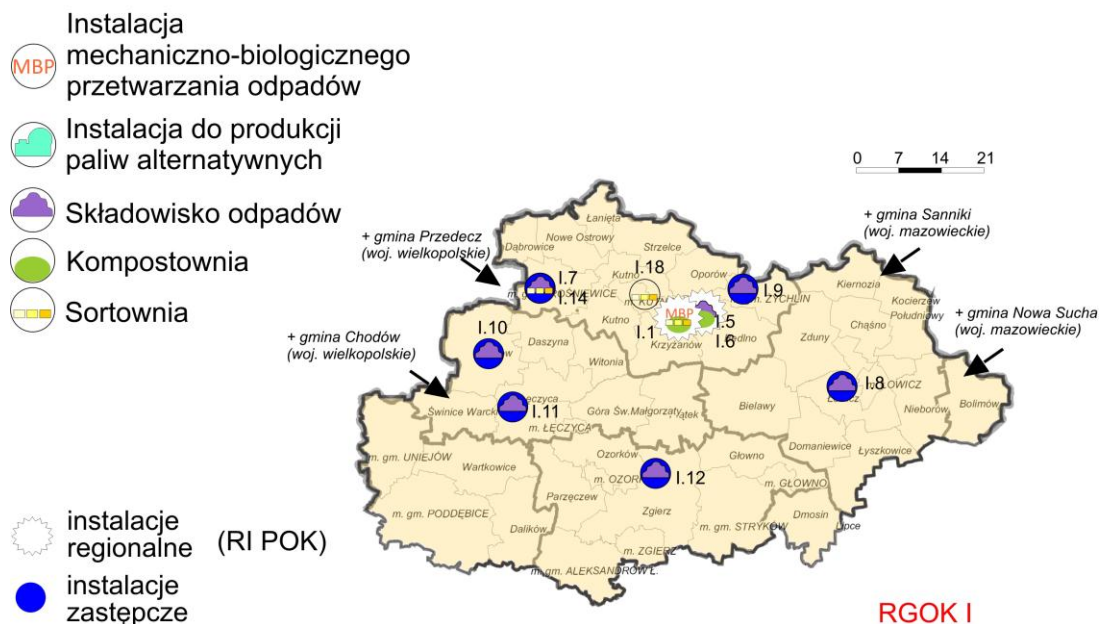 Instalacja
mechaniczno-biologicznego
przetwarzania odpadów
MBP
Instalacja do produkcji
paliw alternatywnych
Składowisko odpadów
Kompostownia
Sortownia
instalacje
regionalne (RI POK)
instalacje
zastępcze
0 7 14 21
+ gmina Przedecz
(woj. wielkopolskie)
+ gmina Sanniki
(woj. mazowieckie)
+ gmina Chodów
(woj. wielkopolskie)
+ gmina Nowa Sucha
(woj. mazowieckie)
Łanięta
Nowe Ostrowy
Dąbrowice
Strzelce
Kutno
I.18
Oporów
I.7
I.14
I.9
Kiernozia
Kocierzew
Południowy
MBP
I.1
I.5
I.6
Kutno
Krzyżanów
Chąśno
Zduny
I.10
Daszyna
Witonia
I.8
I.11
Świnice Warckie
m. ŁĘCZYCA
Góra Św.Małgorzaty
Bielawy
Nieborów
Bolimów
Domaniewice
Łyszkowice
m. gm. UNIEJÓW
Wartkowice
Ozorków
Głowno
I.12
m. GŁOWNO
Parzęczew
Zgierz
m. gm. PODDĘBICE
Dalików
m. gm. STRYKÓW
Dmosin
Lipce
m. ZGIERZ
m. gm. ALEKSANDRÓW Ł.
RGOK I